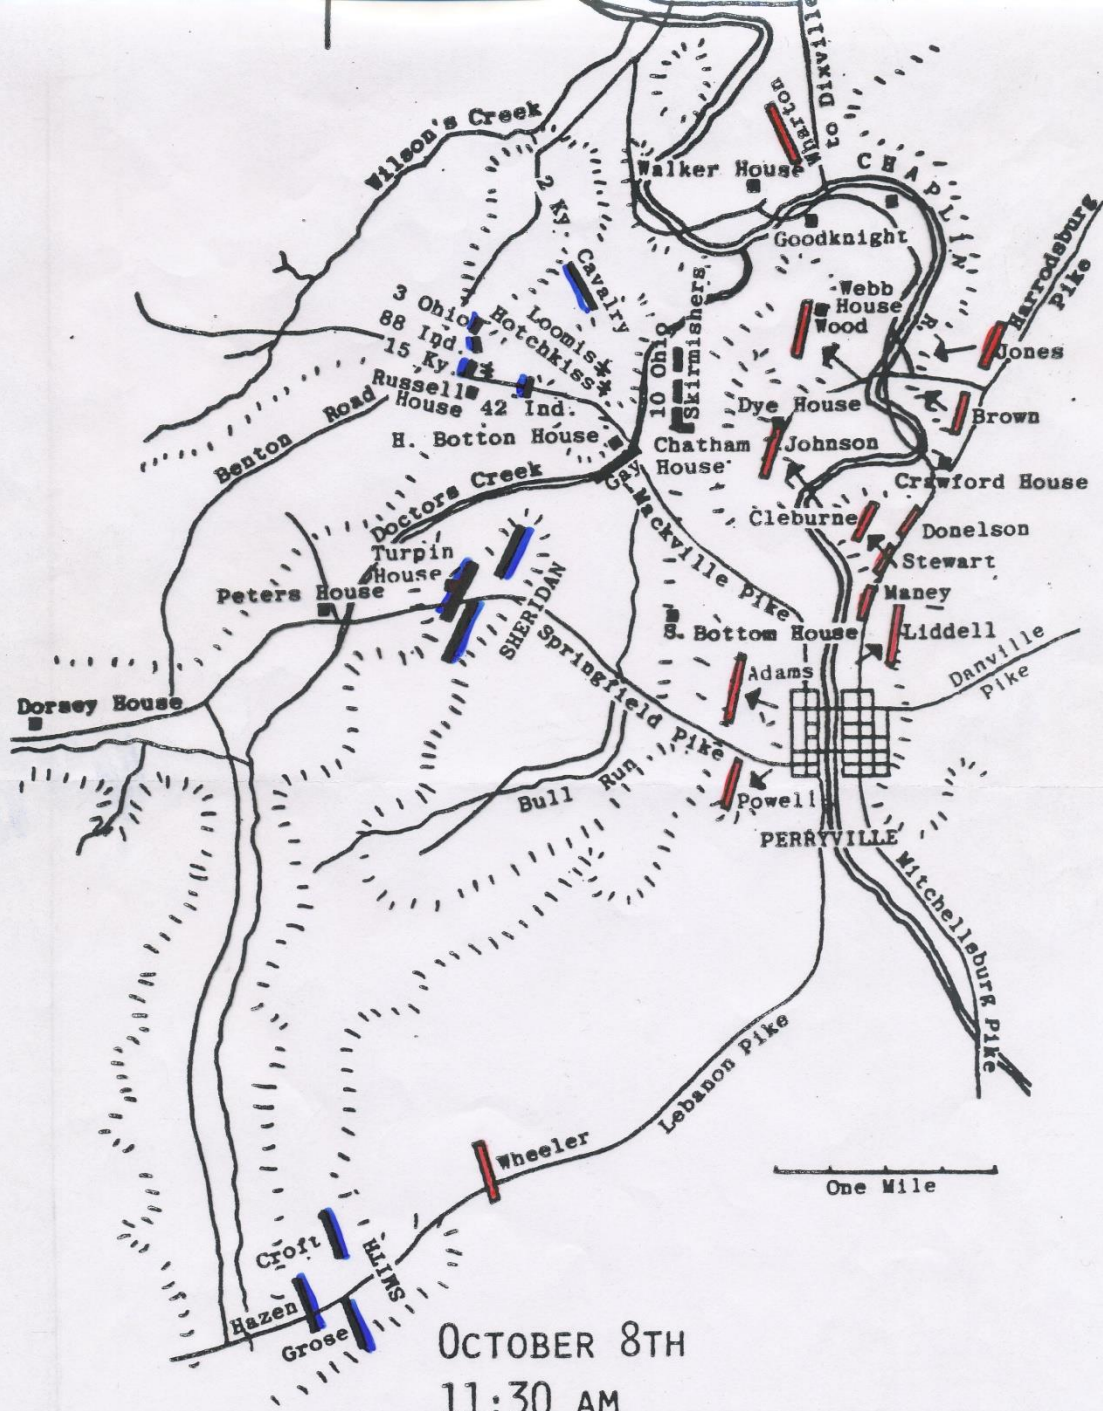 to Dixville
Wharton
Wilson's Creek
Walker House
CHAPLIN
R.
2 Ky.
Cavalry
Goodknight
Harrodsburg
Pike
Webb
House
Wood
3 Ohio
88 Ind.
15 Ky.
Hotchkiss
Loomis
10 Ohio
Skirmishers
Jones
Russell
House
42 Ind.
Dye House
Brown
Benton Road
H. Botton House
Chatham
House
Johnson
Gay
Crawford House
Doctors Creek
Mackville Pike
Cleburne
Donelson
Turpin
House
Stewart
Peters House
SHERIDAN
Maney
S. Bottom House
Liddell
Springfield Pike
Adams
Danville
Pike
Dorsey House
Bull Run
Powell
PERRYVILLE
Mitchellsburg Pike
Lebanon Pike
Wheeler
One Mile
Croft
SMITH
Hazen
Grose
OCTOBER 8TH
11:30 AM